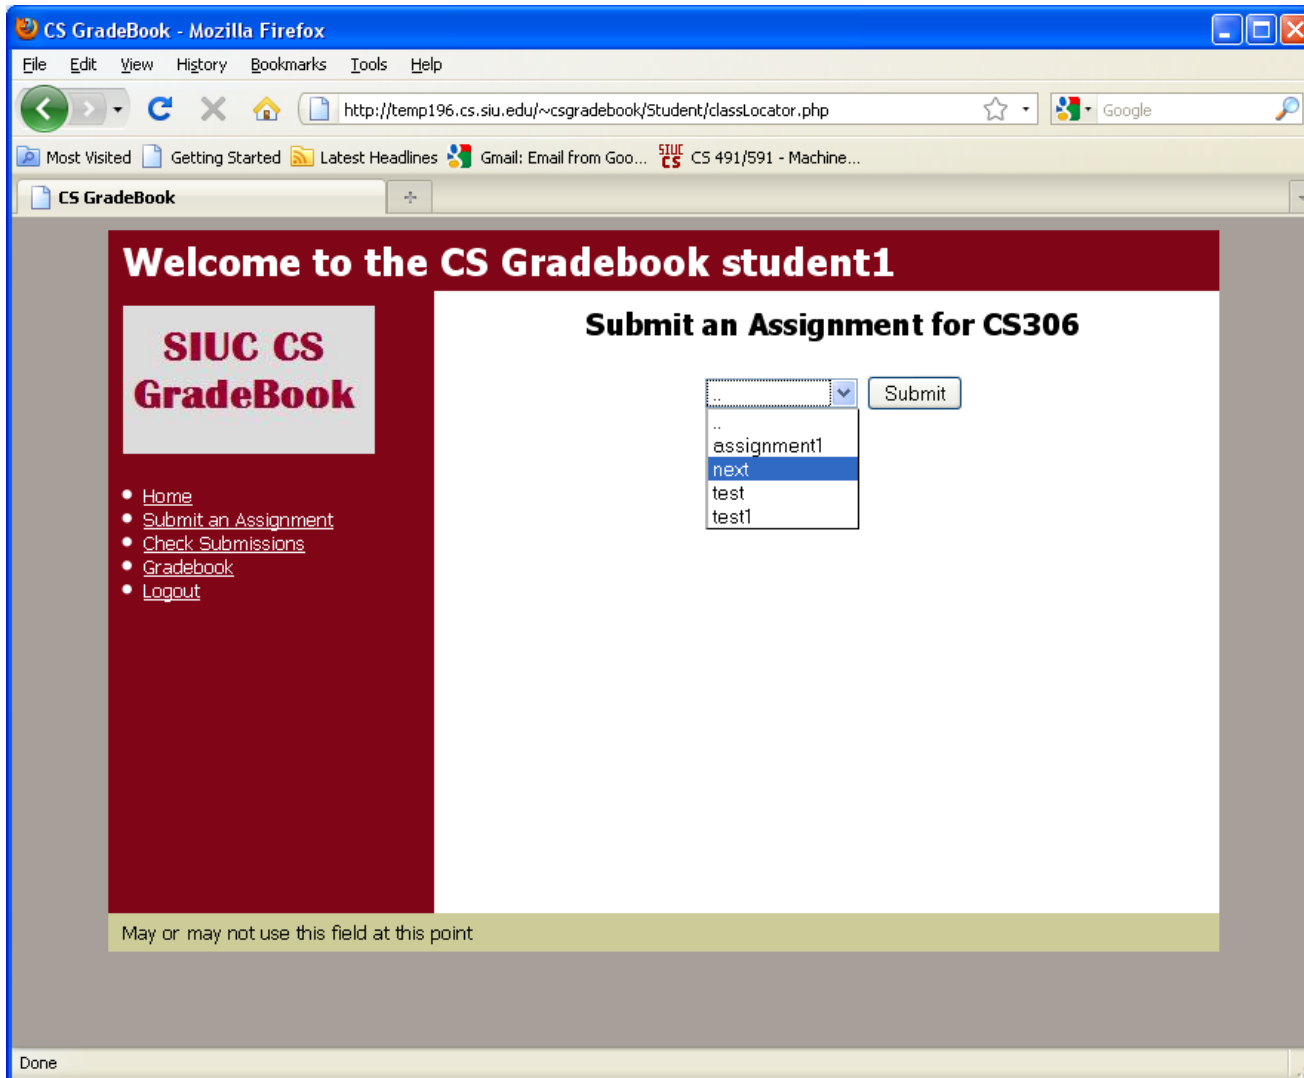 CS GradeBook - Mozilla Firefox
File Edit View History Bookmarks Tools Help
http://temp196.cs.siu.edu/~csgradebook/Student/classLocator.php Google
Most Visited Getting Started Latest Headlines Gmail: Email from Goo... SIUC CS CS 491/591 - Machine...
CS GradeBook
Welcome to the CS Gradebook student1
SIUC CS
GradeBook
Home
Submit an Assignment
Check Submissions
Gradebook
Logout
Submit an Assignment for CS306
.. Submit
..
assignment1
next
test
test1
May or may not use this field at this point
Done